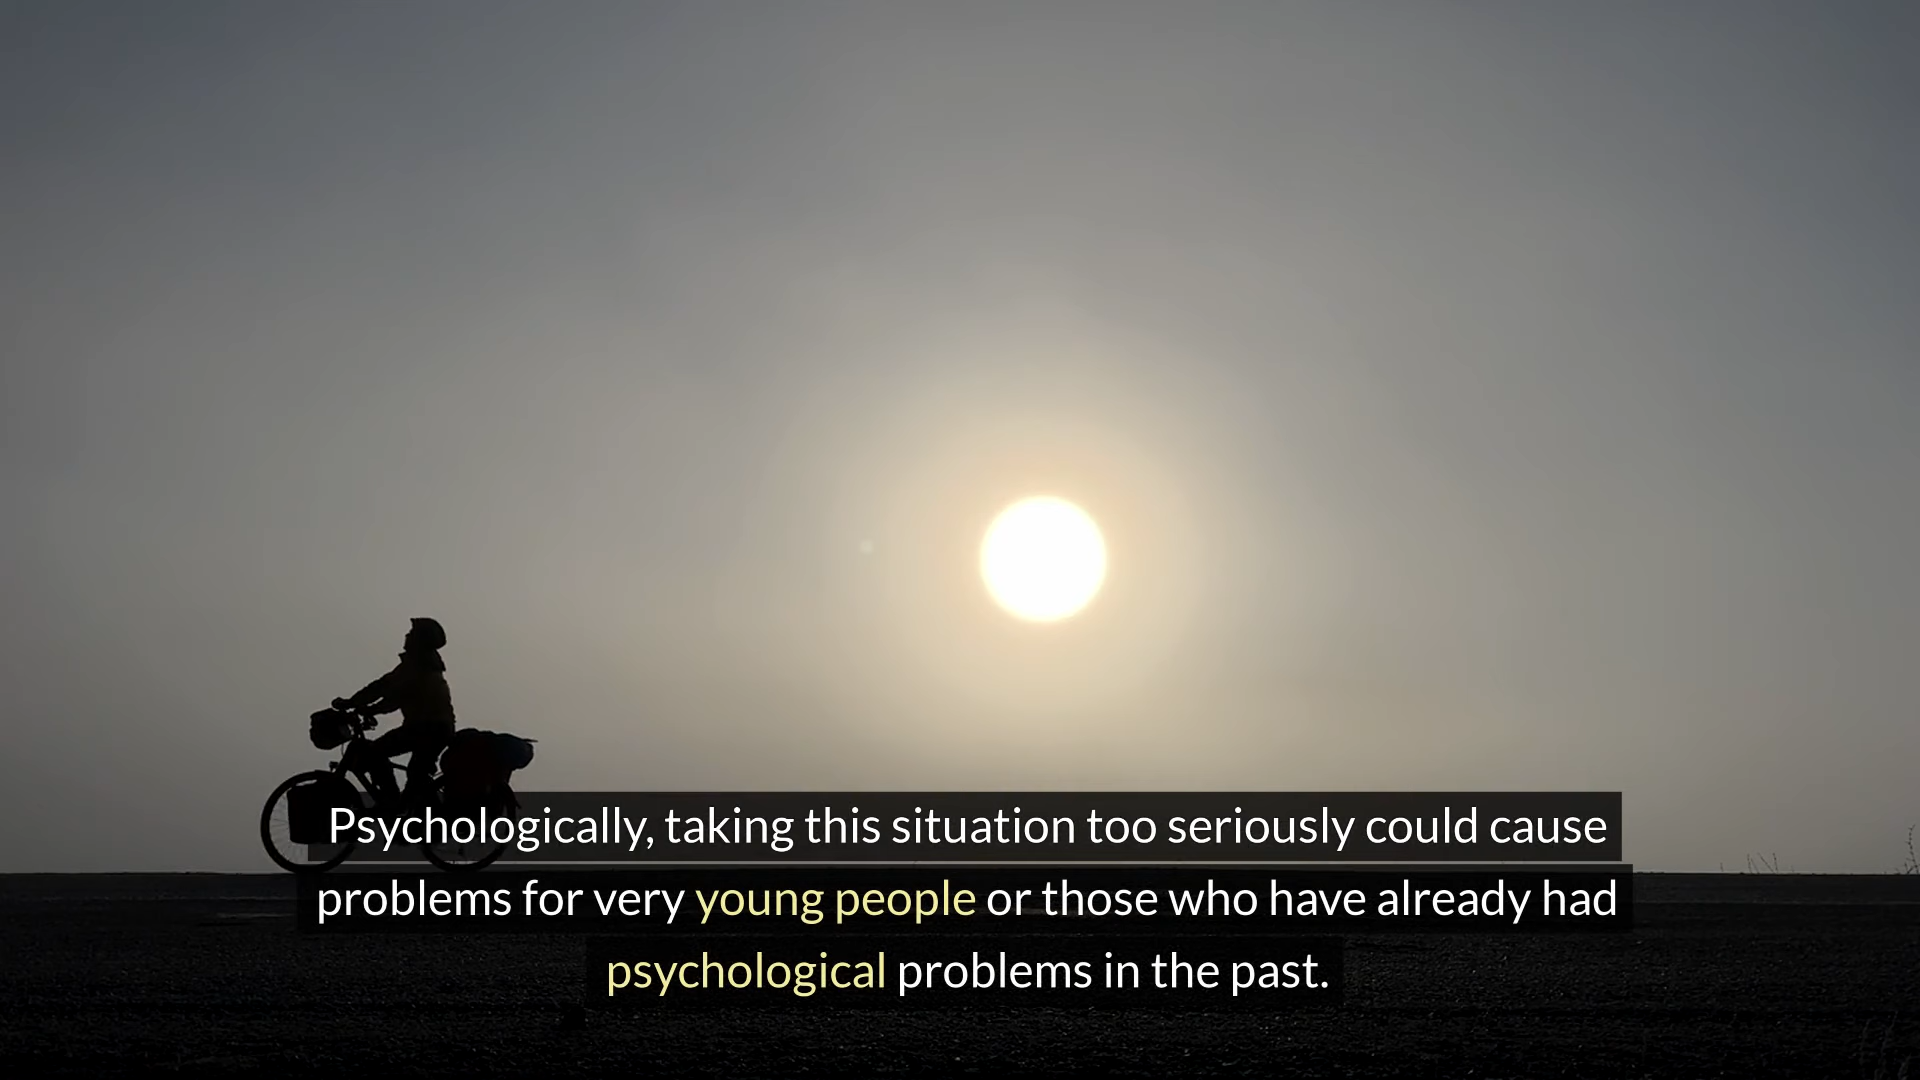 Psychologically, taking this situation too seriously could cause
problems for very young people or those who have already had
psychological problems in the past.